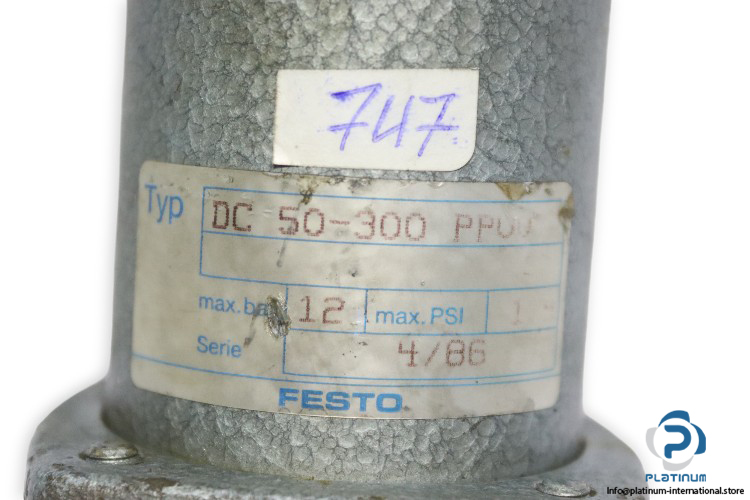 747
Typ DC 50-300
max. bar 12 max. PSI 1
Serie 4/86
FESTO
PLATINUM
Info@platinum-international.store